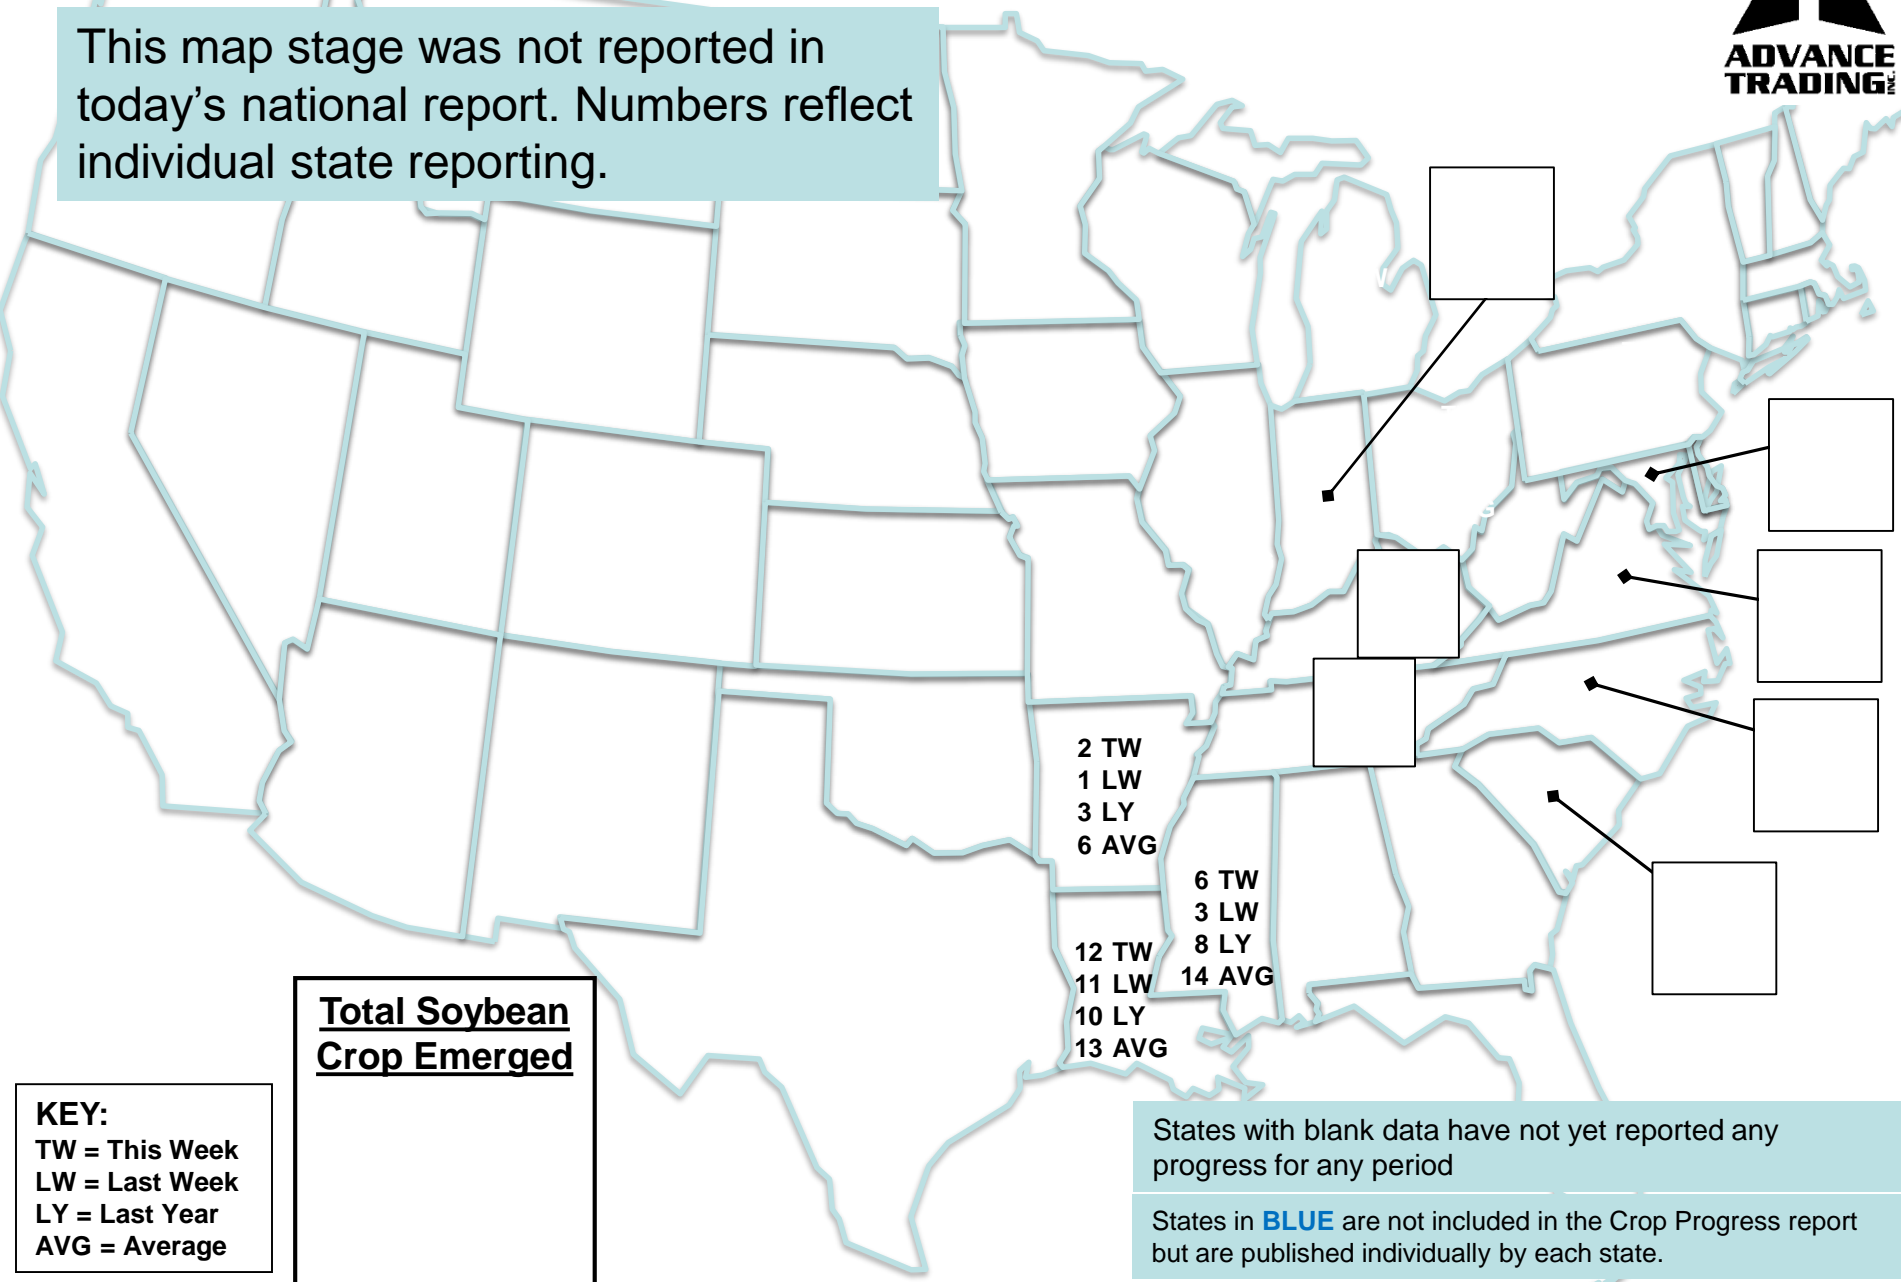 This map stage was not reported in
today’s national report. Numbers reflect
individual state reporting.
ADVANCE
TRADING INC.
W
G
2 TW
1 LW
3 LY
6 AVG
6 TW
3 LW
8 LY
14 AVG
12 TW
11 LW
10 LY
13 AVG
Total Soybean
Crop Emerged
KEY:
TW = This Week
LW = Last Week
LY = Last Year
AVG = Average
States with blank data have not yet reported any
progress for any period
States in BLUE are not included in the Crop Progress report
but are published individually by each state.